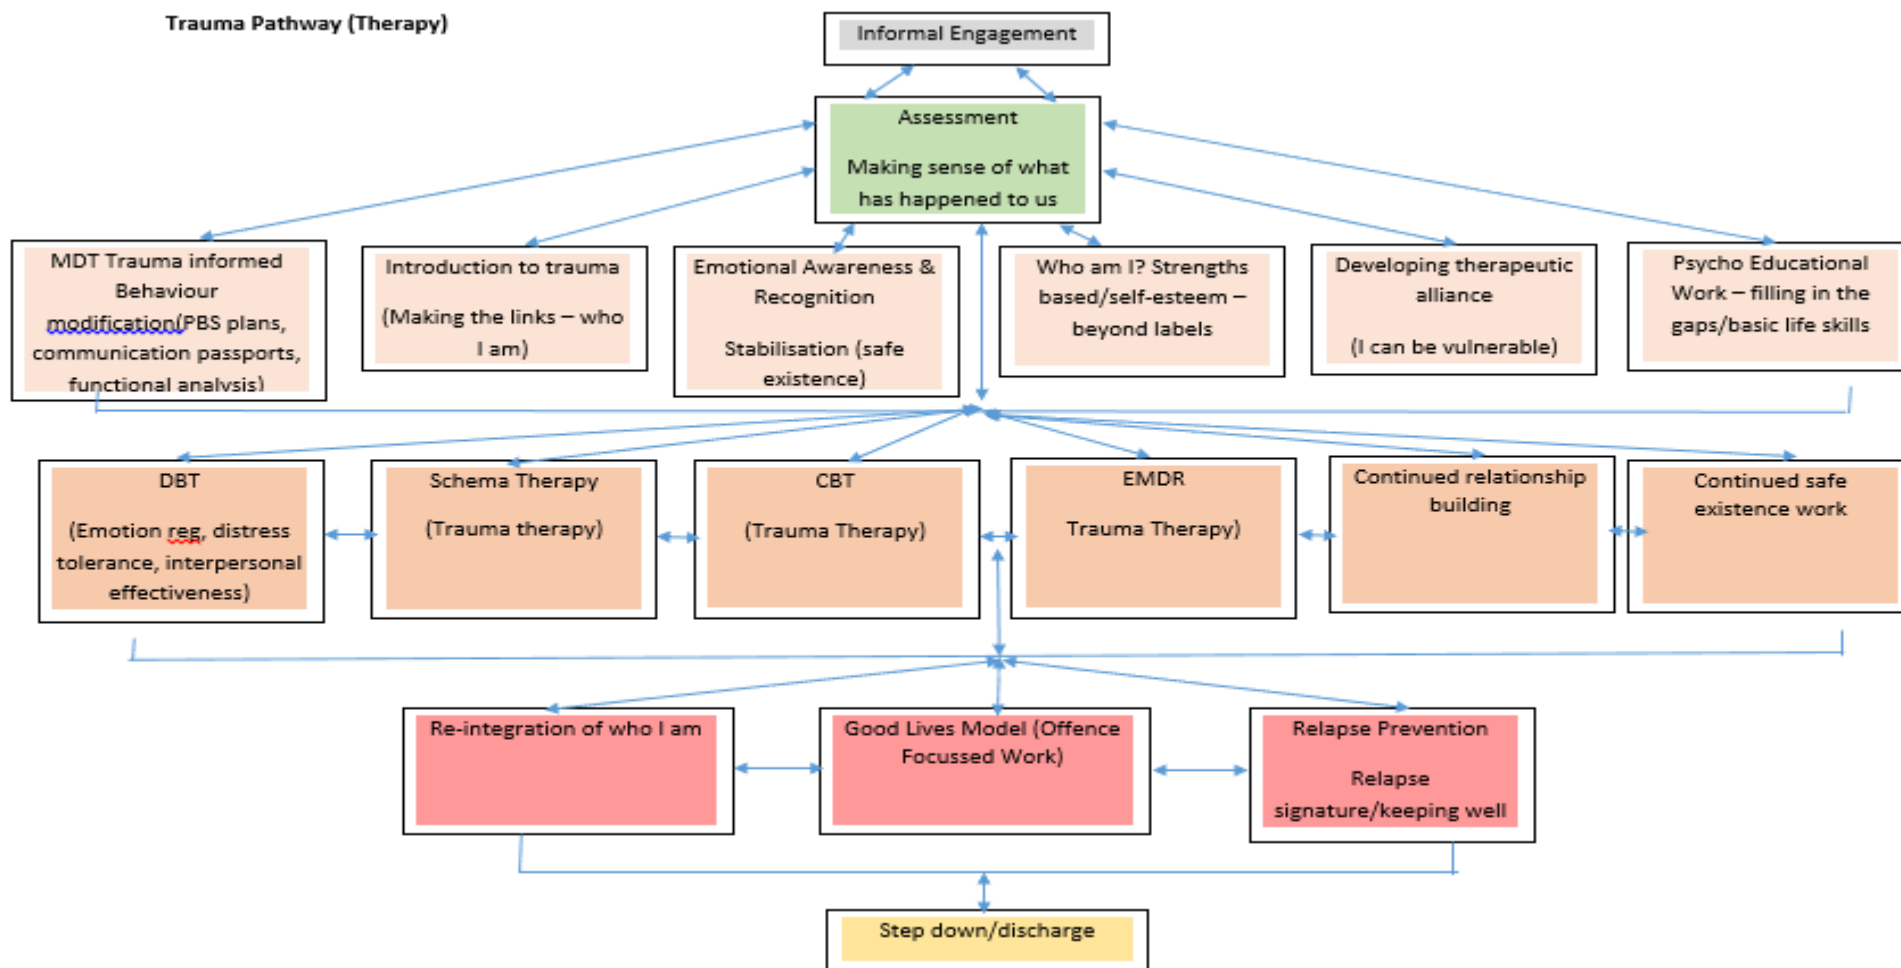 Trauma Pathway (Therapy)
Informal Engagement
Assessment
Making sense of what
has happened to us
MDT Trauma informed
Behaviour
modification(PBS plans,
communication passports,
functional analysis)
Introduction to trauma
(Making the links – who
I am)
Emotional Awareness &
Recognition
Stabilisation (safe
existence)
Who am I? Strengths
based/self-esteem –
beyond labels
Developing therapeutic
alliance
(I can be vulnerable)
Psycho Educational
Work – filling in the
gaps/basic life skills
DBT
(Emotion reg, distress
tolerance, interpersonal
effectiveness)
Schema Therapy
(Trauma therapy)
CBT
(Trauma Therapy)
EMDR
Trauma Therapy)
Continued relationship
building
Continued safe
existence work
Re-integration of who I am
Good Lives Model (Offence
Focussed Work)
Relapse Prevention
Relapse
signature/keeping well
Step down/discharge